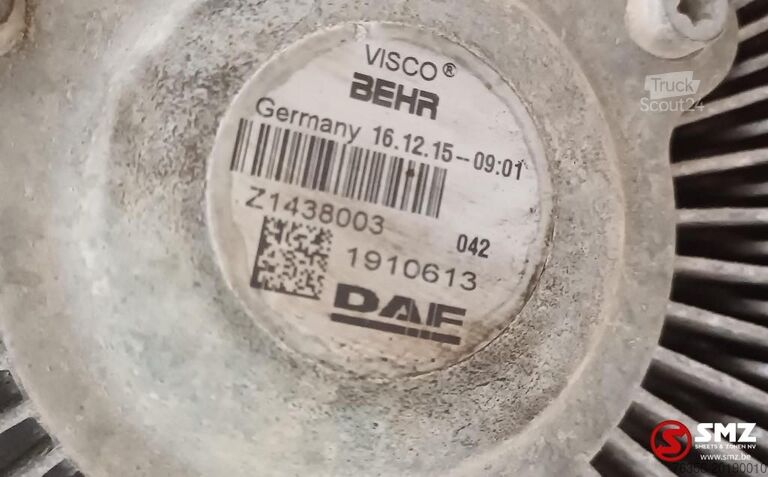 VISCO®
BEHR
Germany 16.12.15-09:01
Z1438003
042
1910613
DAF
Truck
Scout24
SMZ
SMEETS & ZONEN NV
www.smz.be